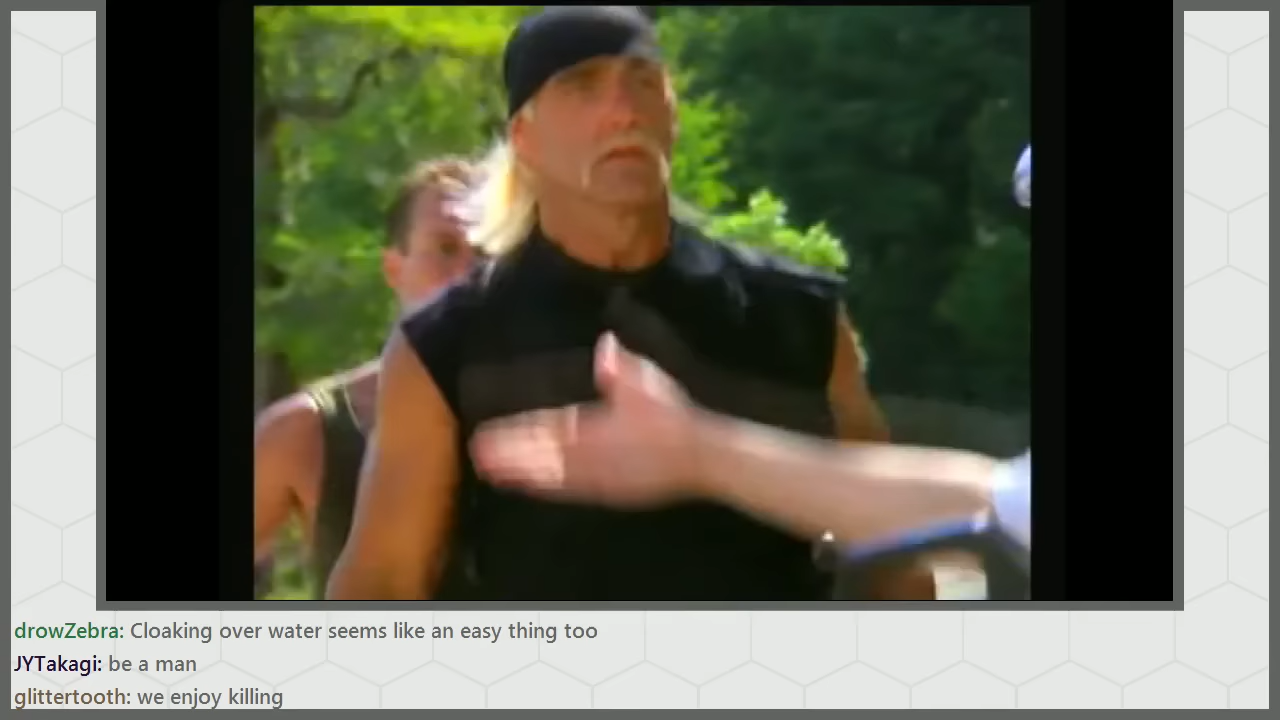 drowZebra: Cloaking over water seems like an easy thing too
JYTakagi: be a man
glittertooth: we enjoy killing